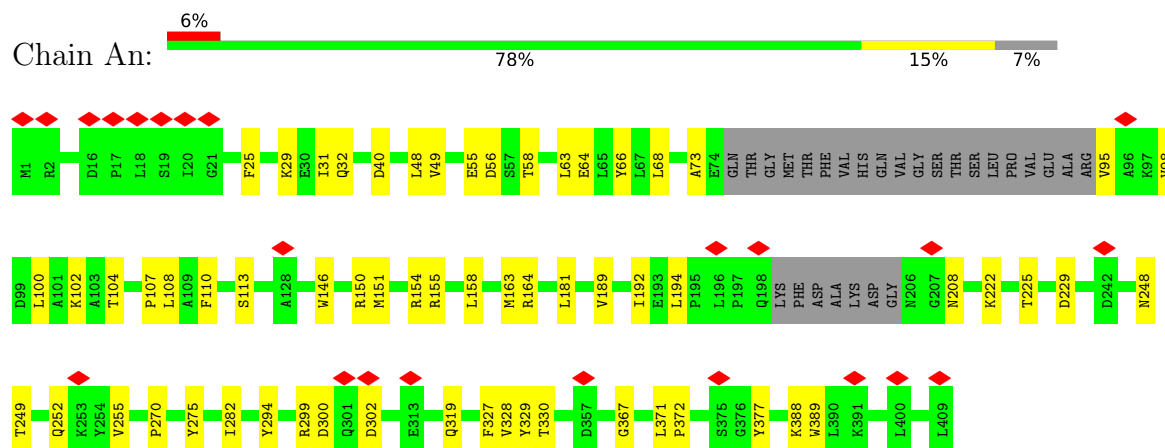 6%
Chain An:
78% 15% 7%
M1 R2 D16 P17 L18 S19 I20 G21 F25 K29 E30 I31 Q32 D40 L48 V49 E55 D56 S57 T58 L63 E64 L65 Y66 L67 L68 A73 E74 GLN THR GLY MET THR PHE VAL HIS GLN VAL GLY SER THR SER LEU PRO VAL GLU ALA ARG V95 A96 K97
D99 L100 A101 K102 A103 T104 P107 L108 A109 F110 S113 A128 W146 R150 M151 R154 R155 L158 M163 R164 L181 V189 I192 E193 L194 P195 L196 P197 Q198 LYS PHE ASP ALA LYS ASP GLY N206 G207 N208 K222 T225 D229 D242 N248
T249 Q252 K253 Y254 V255 P270 Y275 I282 Y294 R299 D300 Q301 D302 E313 Q319 F327 V328 Y329 T330 D357 G367 L371 P372 S375 G376 Y377 K388 W389 L390 K391 L400 L409